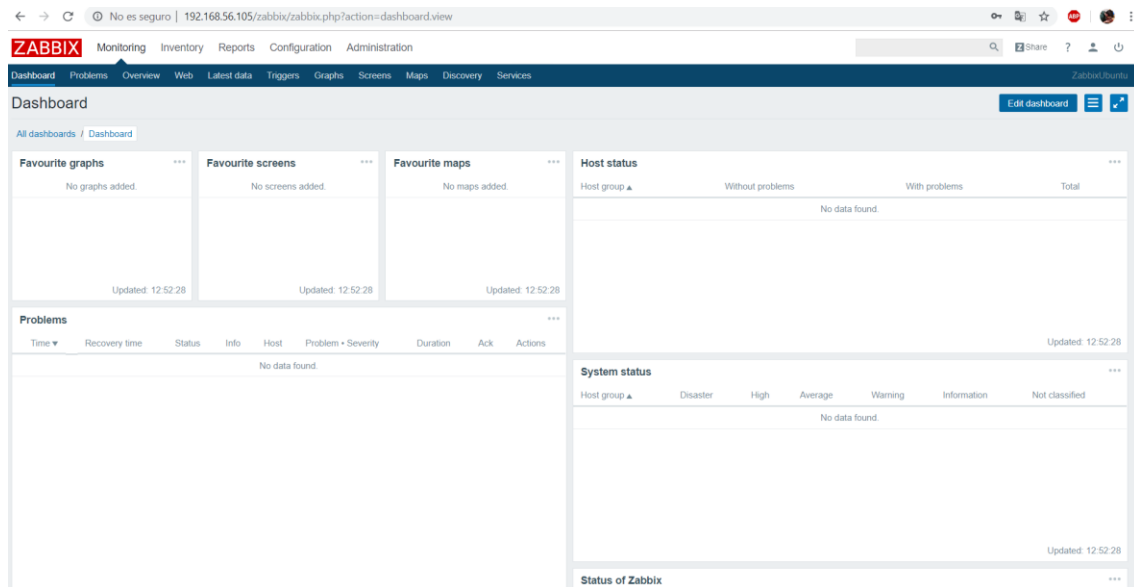 No es seguro | 192.168.56.105/zabbix/zabbix.php?action=dashboard.view
ABP
ZABBIX Monitoring Inventory Reports Configuration Administration
Z Share ?
Dashboard Problems Overview Web Latest data Triggers Graphs Screens Maps Discovery Services ZabbixUbuntu
Dashboard
Edit dashboard
All dashboards / Dashboard
Favourite graphs
No graphs added.
Updated: 12:52:28
Favourite screens
No screens added.
Updated: 12:52:28
Favourite maps
No maps added.
Updated: 12:52:28
Host status
Host group ▲ Without problems With problems Total
No data found.
Updated: 12:52:28
Problems
Time ▼ Recovery time Status Info Host Problem • Severity Duration Ack Actions
No data found.
System status
Host group ▲ Disaster High Average Warning Information Not classified
No data found.
Updated: 12:52:28
Status of Zabbix